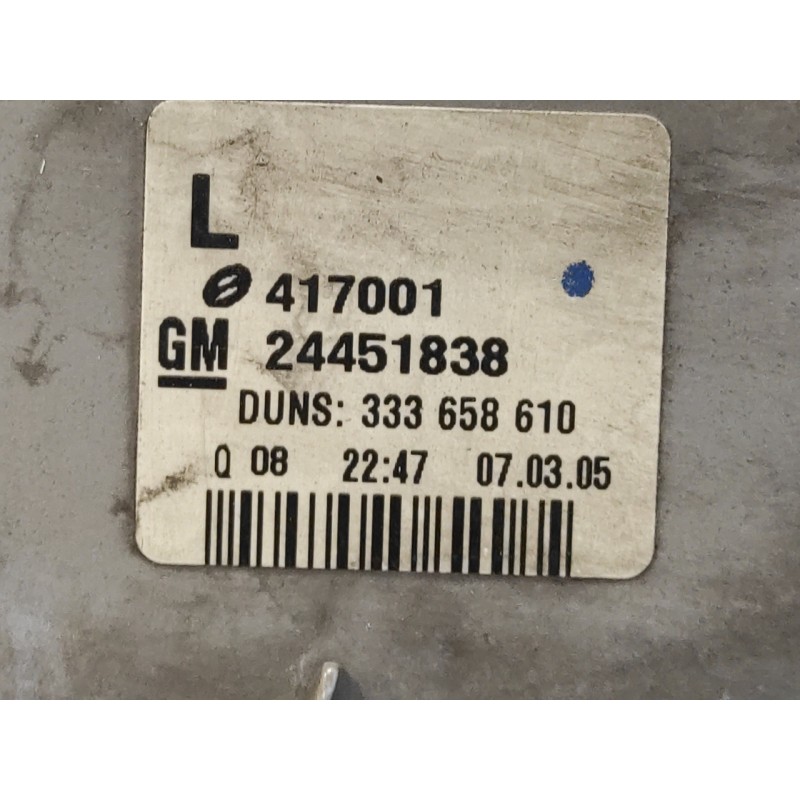 L
417001
GM 24451838
DUNS: 333 658 610
Q 08 22:47 07.03.05